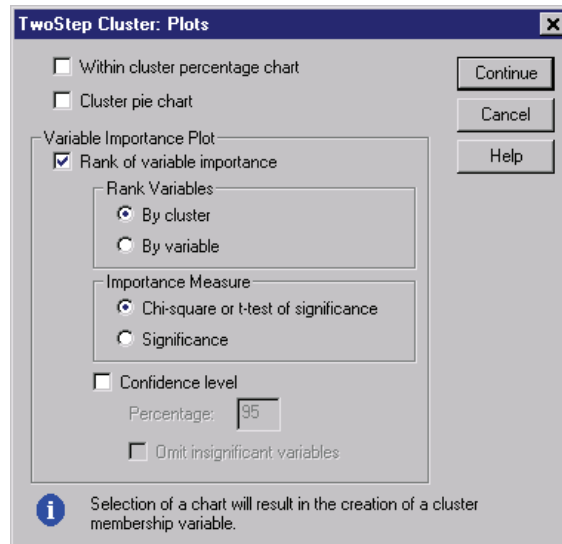 TwoStep Cluster: Plots
Within cluster percentage chart
Cluster pie chart
Continue
Cancel
Help
Variable Importance Plot
Rank of variable importance
Rank Variables
By cluster
By variable
Importance Measure
Chi-square or t-test of significance
Significance
Confidence level
Percentage: 95
Omit insignificant variables
Selection of a chart will result in the creation of a cluster
membership variable.